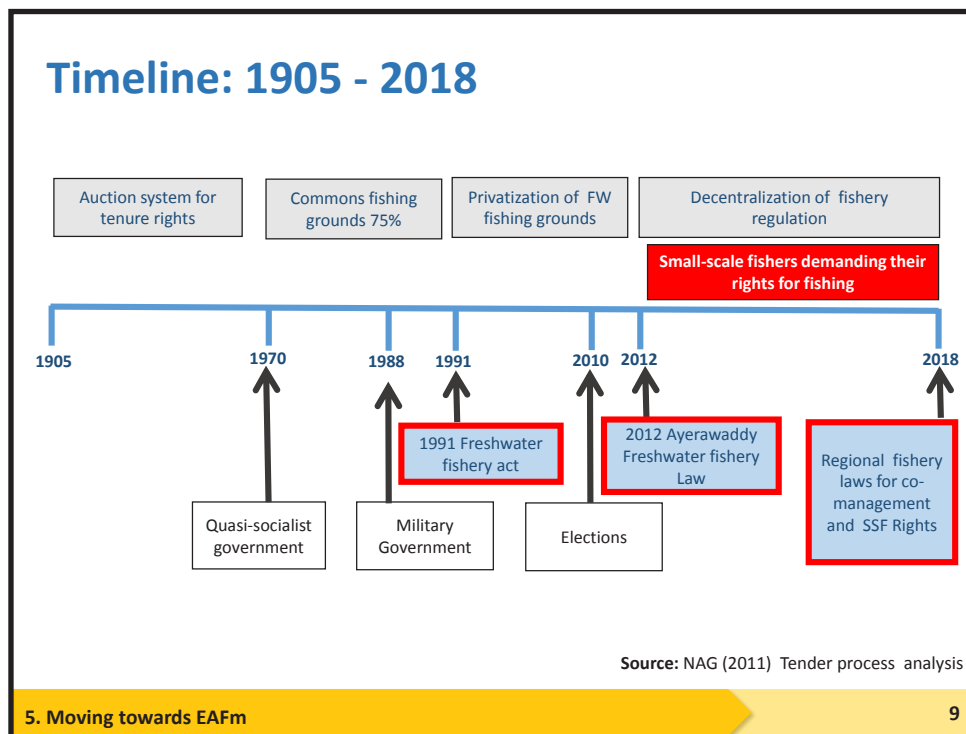 Timeline: 1905 - 2018
Auction system for
tenure rights
Commons fishing
grounds 75%
Privatization of FW
fishing grounds
Decentralization of fishery
regulation
Small-scale fishers demanding their
rights for fishing
1905
1970
1988
1991
2010
2012
2018
1991 Freshwater
fishery act
2012 Ayerawaddy
Freshwater fishery
Law
Regional fishery
laws for co-
management
and SSF Rights
Quasi-socialist
government
Military
Government
Elections
Source: NAG (2011) Tender process analysis
5. Moving towards EAFm
9